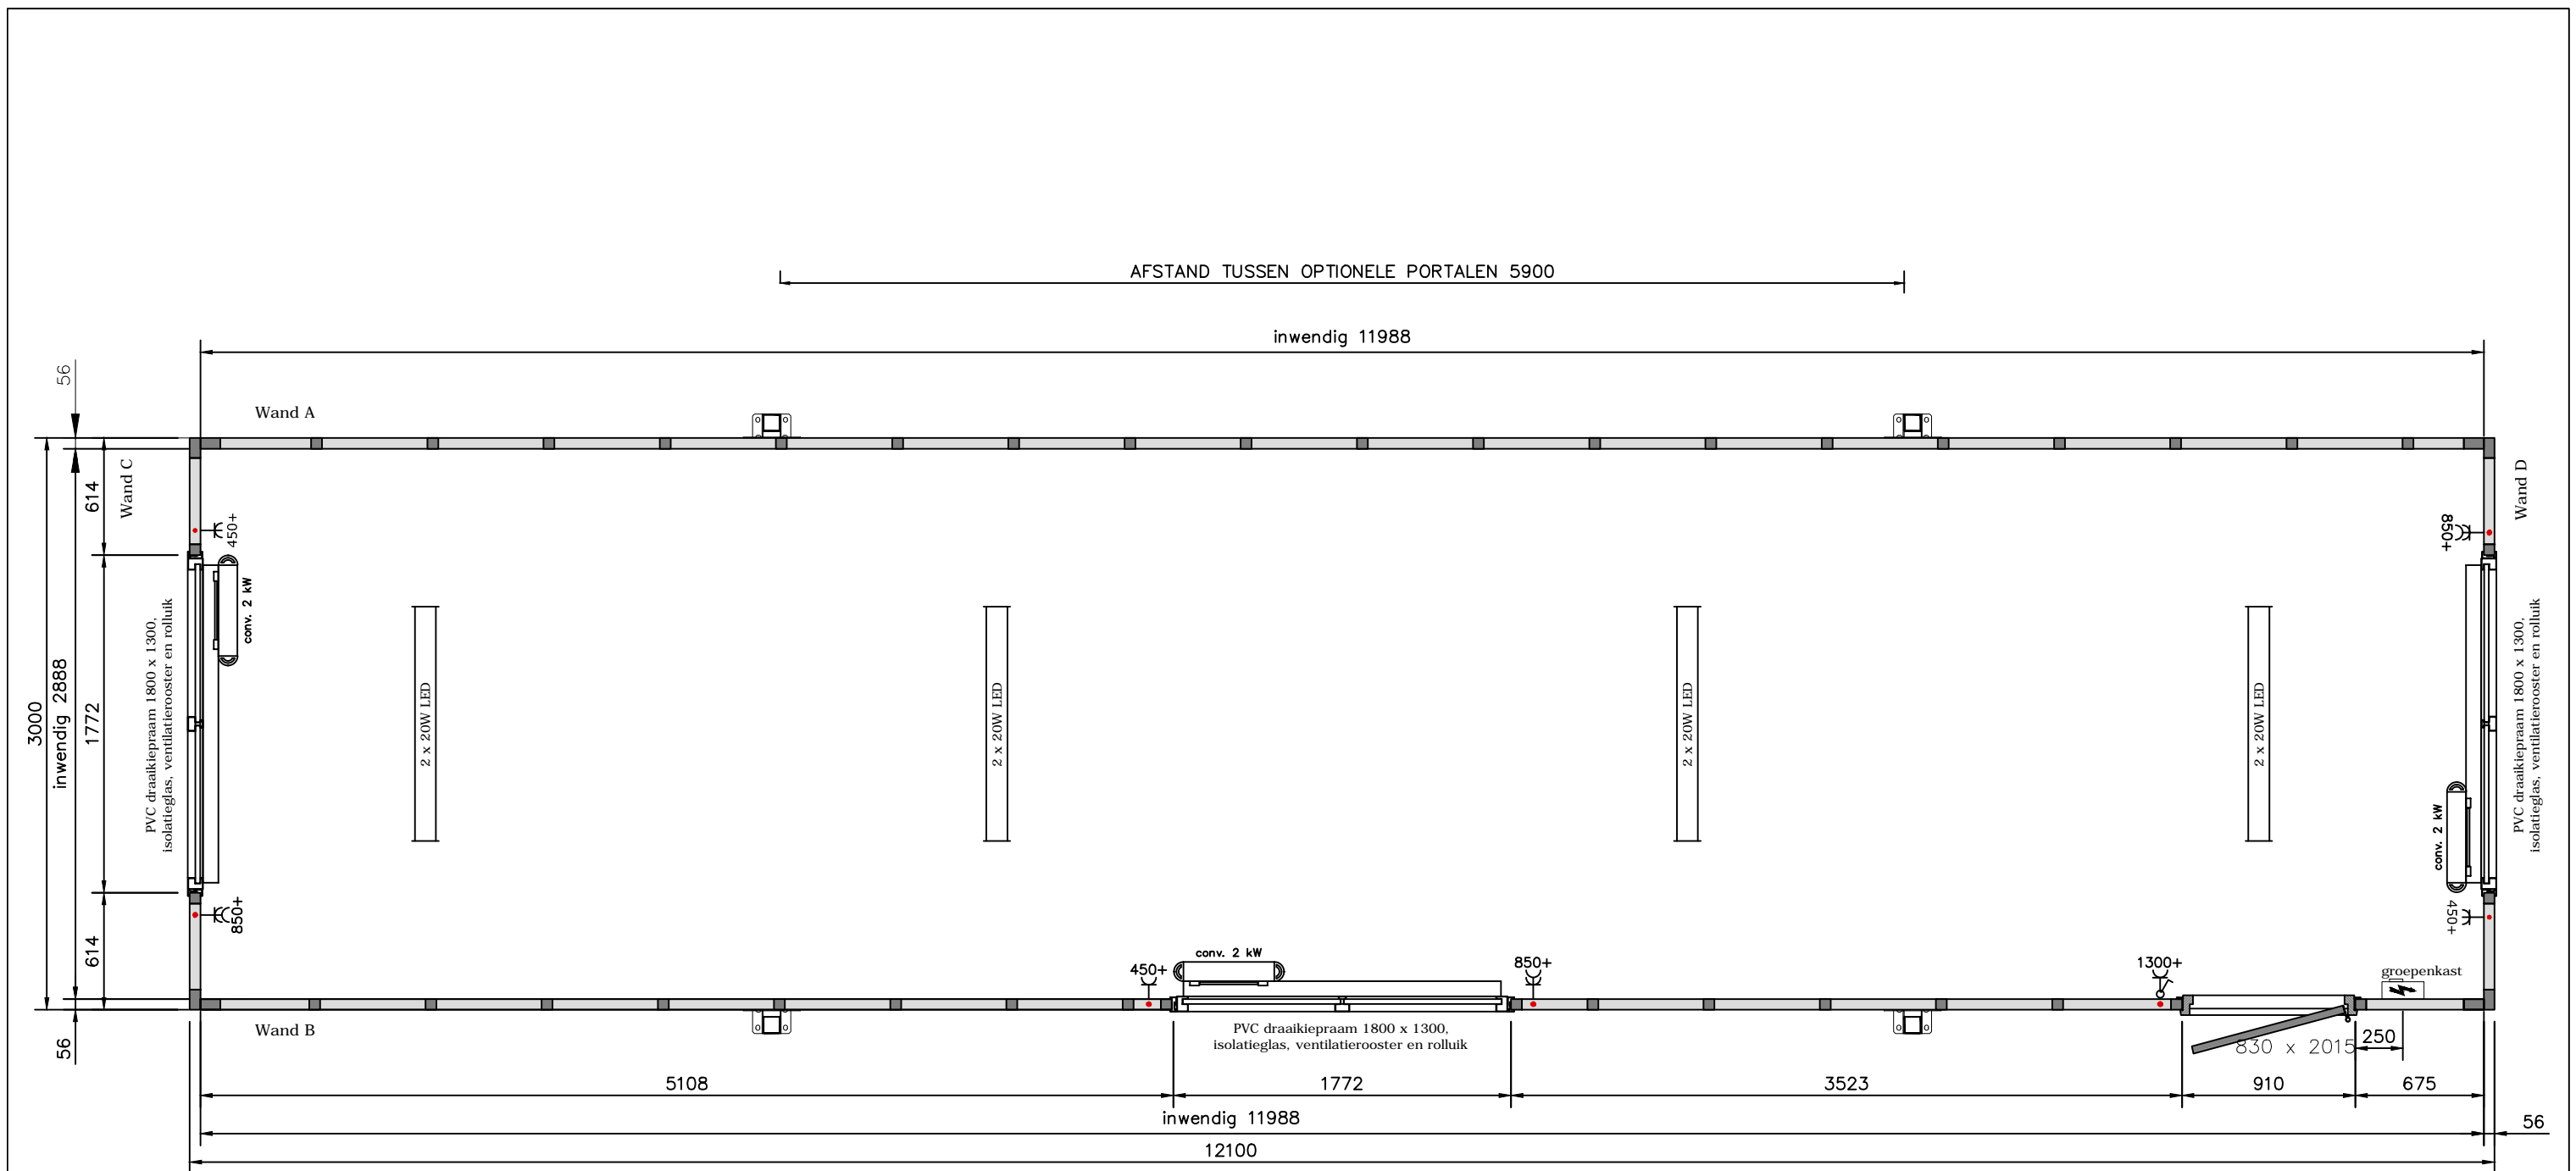 AFSTAND TUSSEN OPTIONELE PORTALEN 5900
inwendig 11988
56
Wand A
Wand C
Wand D
614
450+
850+
conv. 2 kW
PVC draaikiepraam 1800 x 1300,
isolatieglas, ventilatierooster en rolluik
3000
inwendig 2888
1772
2 x 20W LED
2 x 20W LED
2 x 20W LED
2 x 20W LED
PVC draaikiepraam 1800 x 1300,
isolatieglas, ventilatierooster en rolluik
conv. 2 kW
850+
450+
614
conv. 2 kW
450+
850+
1300+
groepenkast
Wand B
PVC draaikiepraam 1800 x 1300,
isolatieglas, ventilatierooster en rolluik
830 x 2015
250
56
5108
1772
3523
910
675
inwendig 11988
56
12100